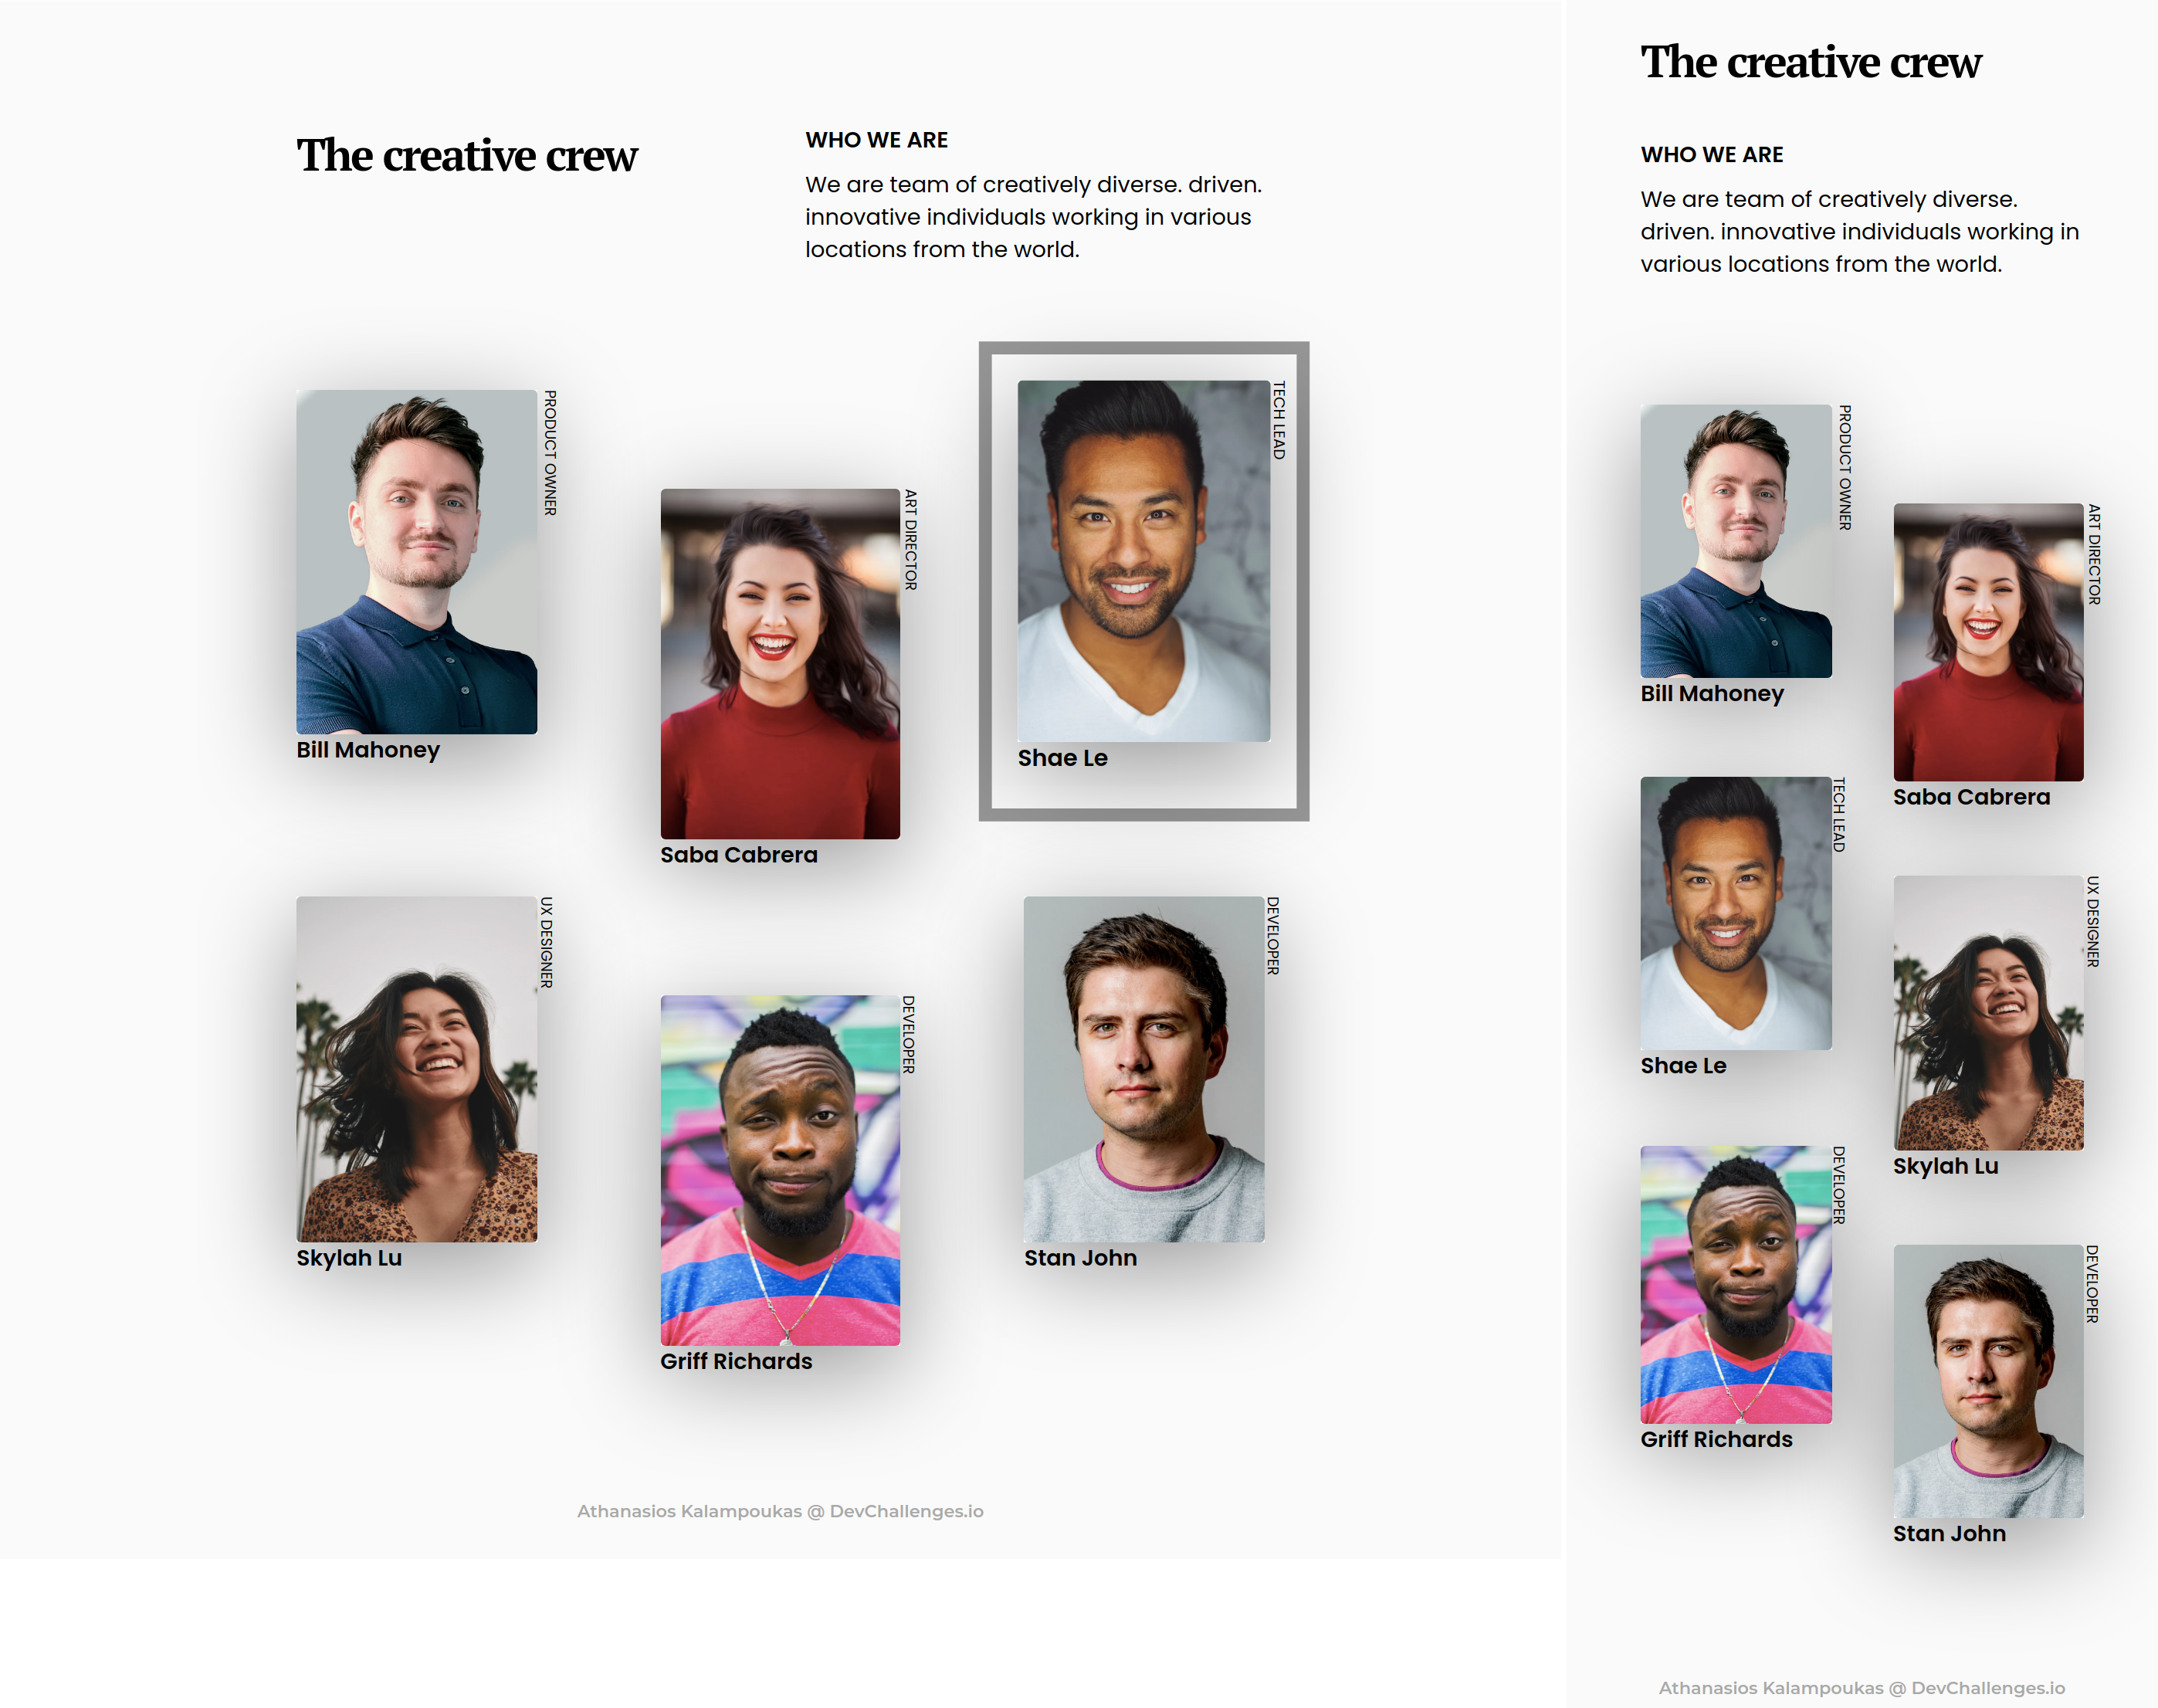 The creative crew
WHO WE ARE
We are team of creatively diverse. driven.
innovative individuals working in various
locations from the world.
PRODUCT OWNER
Bill Mahoney
ART DIRECTOR
Saba Cabrera
TECH LEAD
Shae Le
UX DESIGNER
Skylah Lu
DEVELOPER
Griff Richards
DEVELOPER
Stan John
Athanasios Kalampoukas @ DevChallenges.io
The creative crew
WHO WE ARE
We are team of creatively diverse.
driven. innovative individuals working in
various locations from the world.
PRODUCT OWNER
Bill Mahoney
ART DIRECTOR
Saba Cabrera
TECH LEAD
Shae Le
UX DESIGNER
Skylah Lu
DEVELOPER
Griff Richards
DEVELOPER
Stan John
Athanasios Kalampoukas @ DevChallenges.io